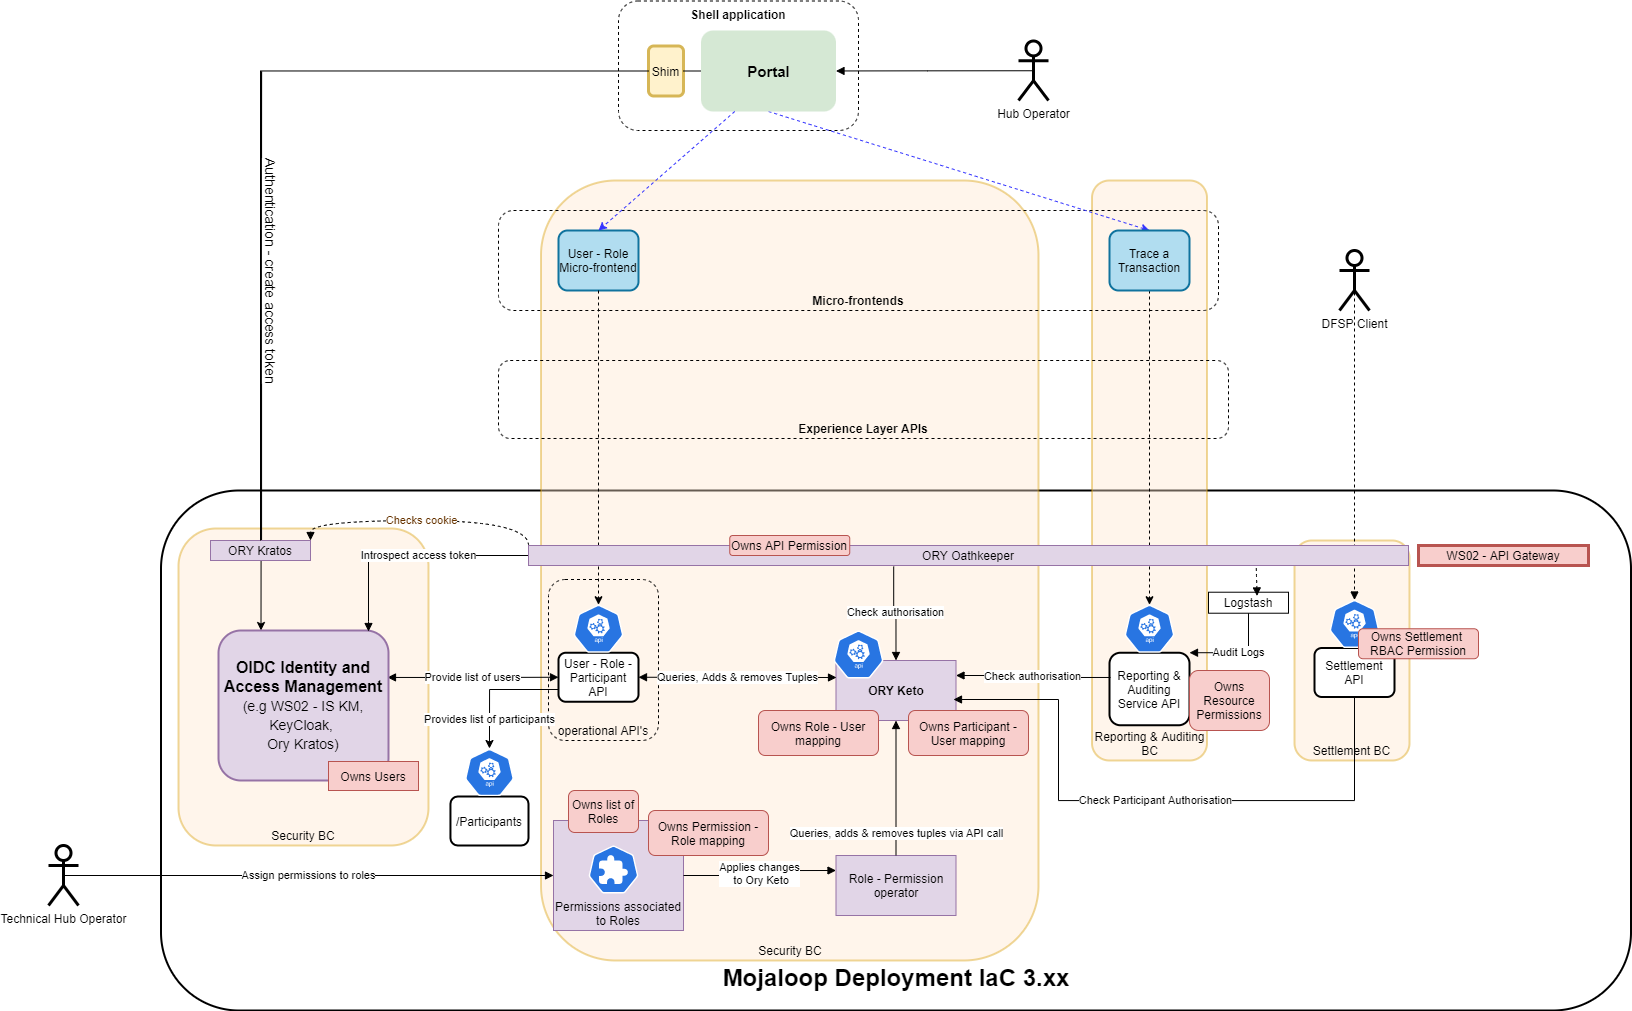 Shell application
Shim
Portal
Hub Operator
Authentication - create access token
User - Role
Micro-frontend
Trace a
Transaction
Micro-frontends
DFSP Client
Experience Layer APIs
Checks cookie
ORY Kratos
Introspect access token
Owns API Permission
ORY Oathkeeper
WS02 - API Gateway
Check authorisation
Logstash
api
api
api
api
Audit Logs
Owns Settlement
RBAC Permission
OIDC Identity and
Access Management
(e.g WS02 - IS KM,
KeyCloak,
Ory Kratos)
Owns Users
Provide list of users
User - Role -
Participant
API
Queries, Adds & removes Tuples
ORY Keto
Check authorisation
Reporting &
Auditing
Service API
Owns
Resource
Permissions
Settlement
API
Provides list of participants
operational API's
Owns Role - User
mapping
Owns Participant -
User mapping
Reporting & Auditing
BC
Settlement BC
api
/Participants
Security BC
Check Participant Authorisation
Owns list of
Roles
Owns Permission -
Role mapping
Queries, adds & removes tuples via API call
Assign permissions to roles
Applies changes
to Ory Keto
Role - Permission
operator
Permissions associated
to Roles
Technical Hub Operator
Security BC
Mojaloop Deployment IaC 3.xx